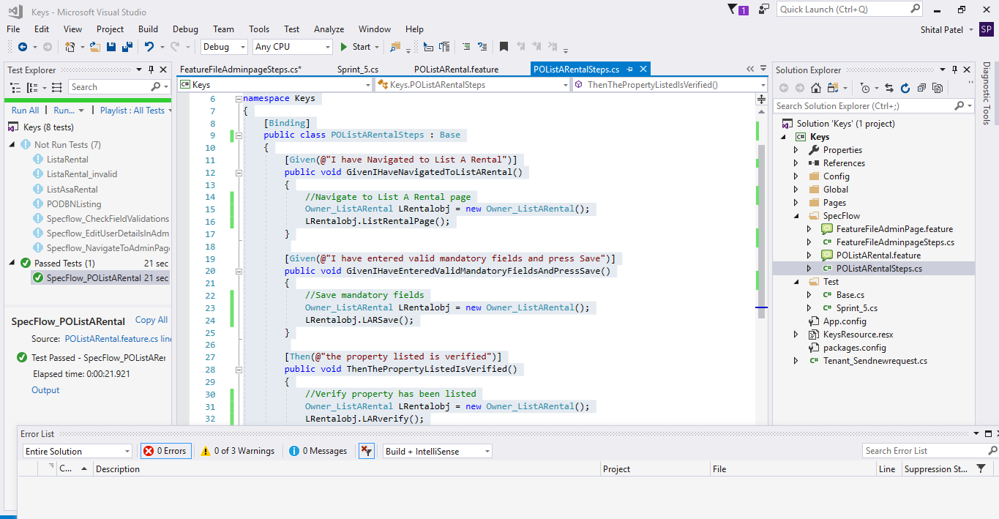 Keys - Microsoft Visual Studio
1
Quick Launch (Ctrl+Q)
File Edit View Project Build Debug Team Tools Test Analyze Window Help
Shital Patel SP
Debug Any CPU Start
Test Explorer
Search
Run All Run... Playlist : All Tests
Keys (8 tests)
Not Run Tests (7)
ListaRental
ListaRental_invalid
ListAsaRental
PODBNListing
Specflow_CheckFieldValidations
Specflow_EditUserDetailsInAdm
Specflow_NavigateToAdminPage
Passed Tests (1) 21 sec
SpecFlow_POListARental 21 sec
SpecFlow_POListARental Copy All
Source: POListARental.feature.cs line
Test Passed - SpecFlow_POListARer
Elapsed time: 0:00:21.921
Output
FeatureFileAdminpageSteps.cs* Sprint_5.cs POListARental.feature POListARentalSteps.cs
Keys Keys.POListARentalSteps ThenThePropertyListedIsVerified()
6 namespace Keys
7 {
8 [Binding]
9 public class POListARentalSteps : Base
10 {
11 [Given(@"I have Navigated to List A Rental")]
12 public void GivenIHaveNavigatedToListARental()
13 {
14 //Navigate to List A Rental page
15 Owner_ListARental LRentalobj = new Owner_ListARental();
16 LRentalobj.ListRentalPage();
17 }
18
19 [Given(@"I have entered valid mandatory fields and press Save")]
20 public void GivenIHaveEnteredValidMandatoryFieldsAndPressSave()
21 {
22 //Save mandatory fields
23 Owner_ListARental LRentalobj = new Owner_ListARental();
24 LRentalobj.LARSave();
25 }
26
27 [Then(@"the property listed is verified")]
28 public void ThenThePropertyListedIsVerified()
29 {
30 //Verify property has been listed
31 Owner_ListARental LRentalobj = new Owner_ListARental();
32 LRentalobj.LARverify();
Solution Explorer
Search Solution Explorer (Ctrl+;)
Solution 'Keys' (1 project)
C# Keys
Properties
References
Config
Global
Pages
SpecFlow
FeatureFileAdminPage.feature
C# FeatureFileAdminpageSteps.cs
POListARental.feature
C# POListARentalSteps.cs
Test
C# Base.cs
C# Sprint_5.cs
App.config
KeysResource.resx
packages.config
C# Tenant_Sendnewrequest.cs
Diagnostic Tools
Error List
Entire Solution 0 Errors 0 of 3 Warnings 0 Messages Build + IntelliSense Search Error List
C... Description Project File Line Suppression St...